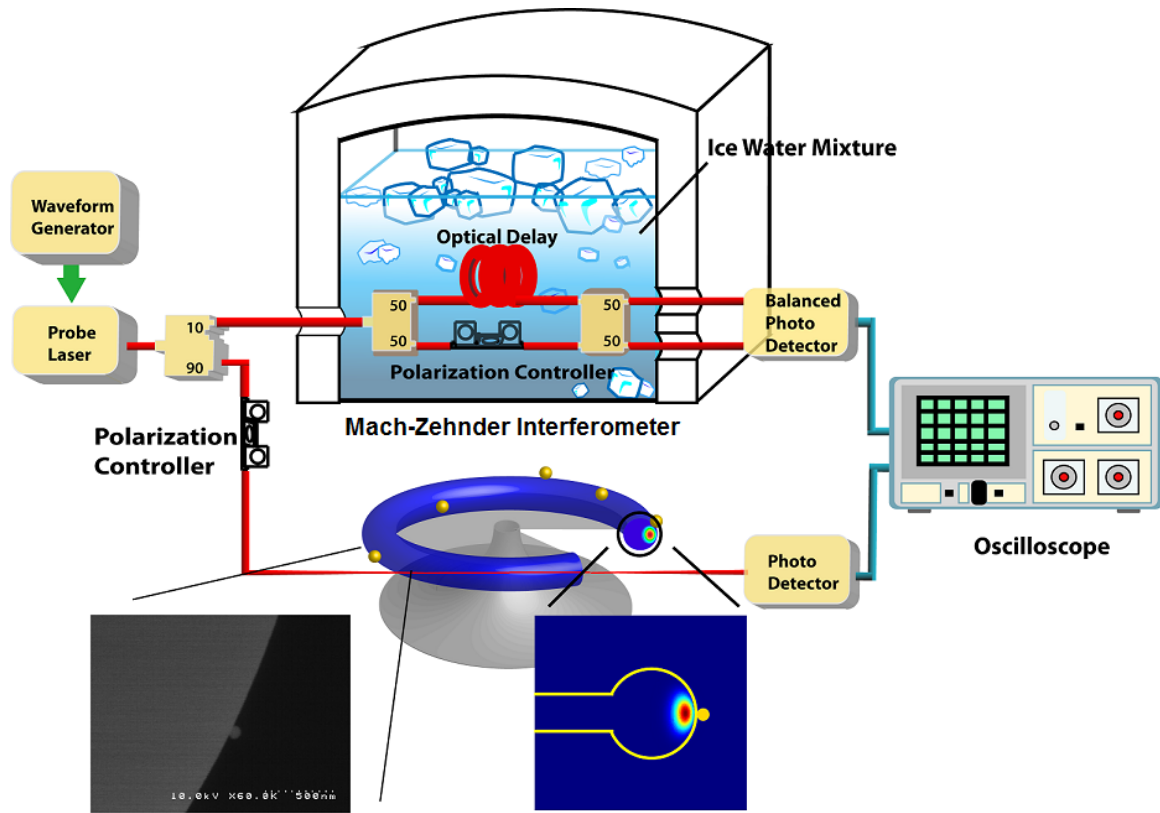 Ice Water Mixture
Waveform
Generator
Optical Delay
Probe
Laser
10
90
50
50
50
50
Balanced
Photo
Detector
Polarization Controller
Mach-Zehnder Interferometer
Polarization
Controller
Oscilloscope
Photo
Detector
10.0kV X60.0K 500nm